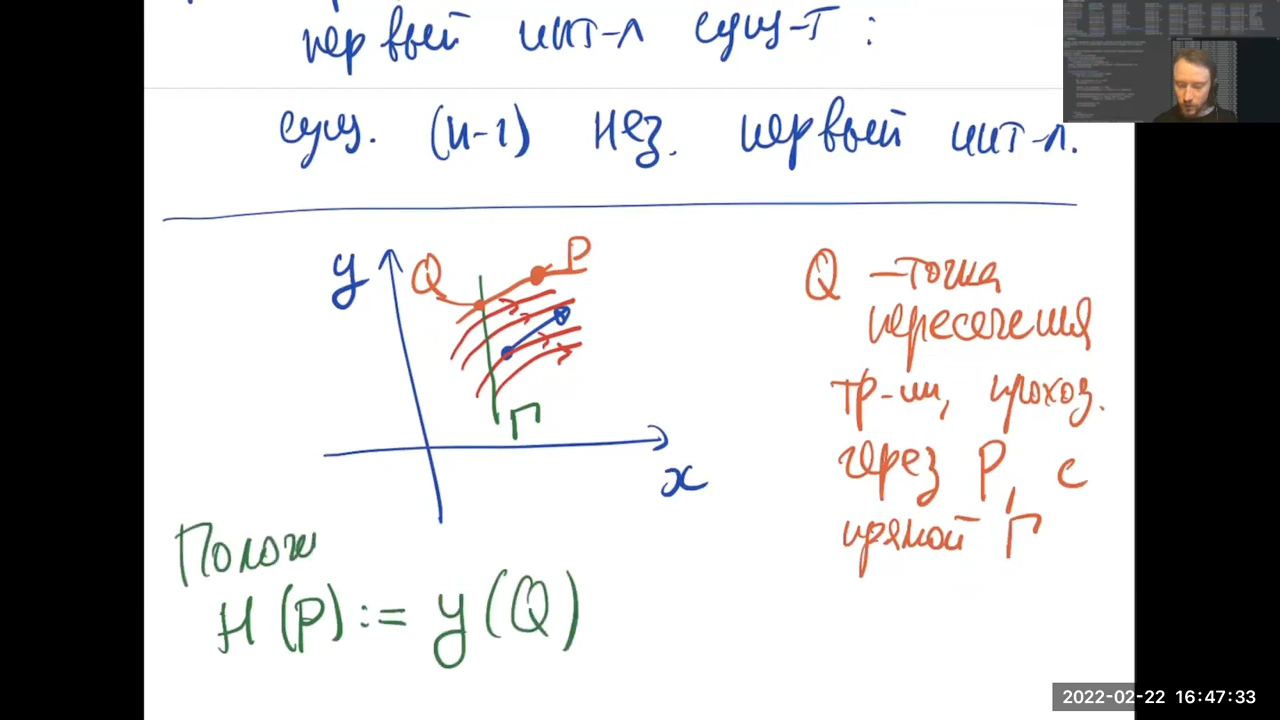 первый инт-л сущ-т :
сущ. (n-1) нез. первый инт-л.
y
Q
P
Г
x
Q – точка
пересечения
тр-ии, проход.
через P, с
прямой Г
Полож
H(P) := y(Q)
2022-02-22 16:47:33